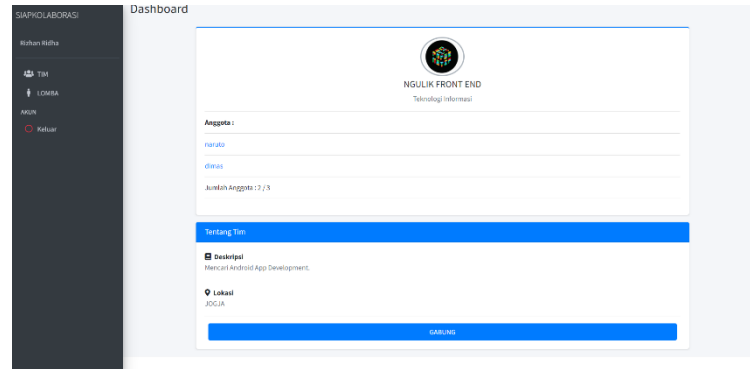 SIAPKOLABORASI
Rizhan Ridha
TIM
LOMBA
AKUN
Keluar
Dashboard
NGULIK FRONT END
Teknologi Informasi
Anggota :
naruto
dimas
Jumlah Anggota : 2 / 3
Tentang Tim
Deskripsi
Mencari Android App Development.
Lokasi
JOGJA
GABUNG